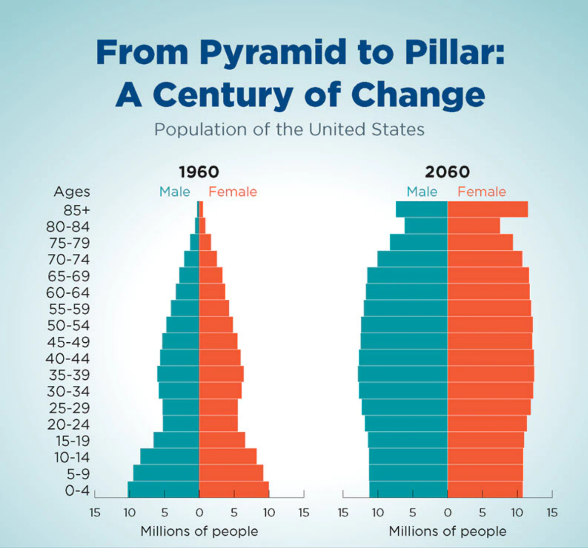 From Pyramid to Pillar:
A Century of Change
Population of the United States
1960
2060
Ages
Male Female
Male Female
85+
80-84
75-79
70-74
65-69
60-64
55-59
50-54
45-49
40-44
35-39
30-34
25-29
20-24
15-19
10-14
5-9
0-4
15 10 5 0 5 10 15
15 10 5 0 5 10 15
Millions of people
Millions of people